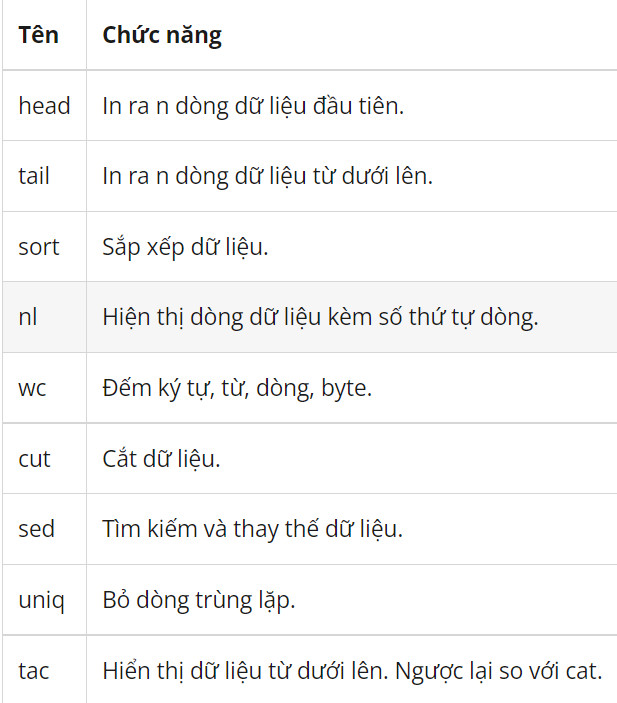 Tên Chức năng
head In ra n dòng dữ liệu đầu tiên.
tail In ra n dòng dữ liệu từ dưới lên.
sort Sắp xếp dữ liệu.
nl Hiện thị dòng dữ liệu kèm số thứ tự dòng.
wc Đếm ký tự, từ, dòng, byte.
cut Cắt dữ liệu.
sed Tìm kiếm và thay thế dữ liệu.
uniq Bỏ dòng trùng lặp.
tac Hiển thị dữ liệu từ dưới lên. Ngược lại so với cat.